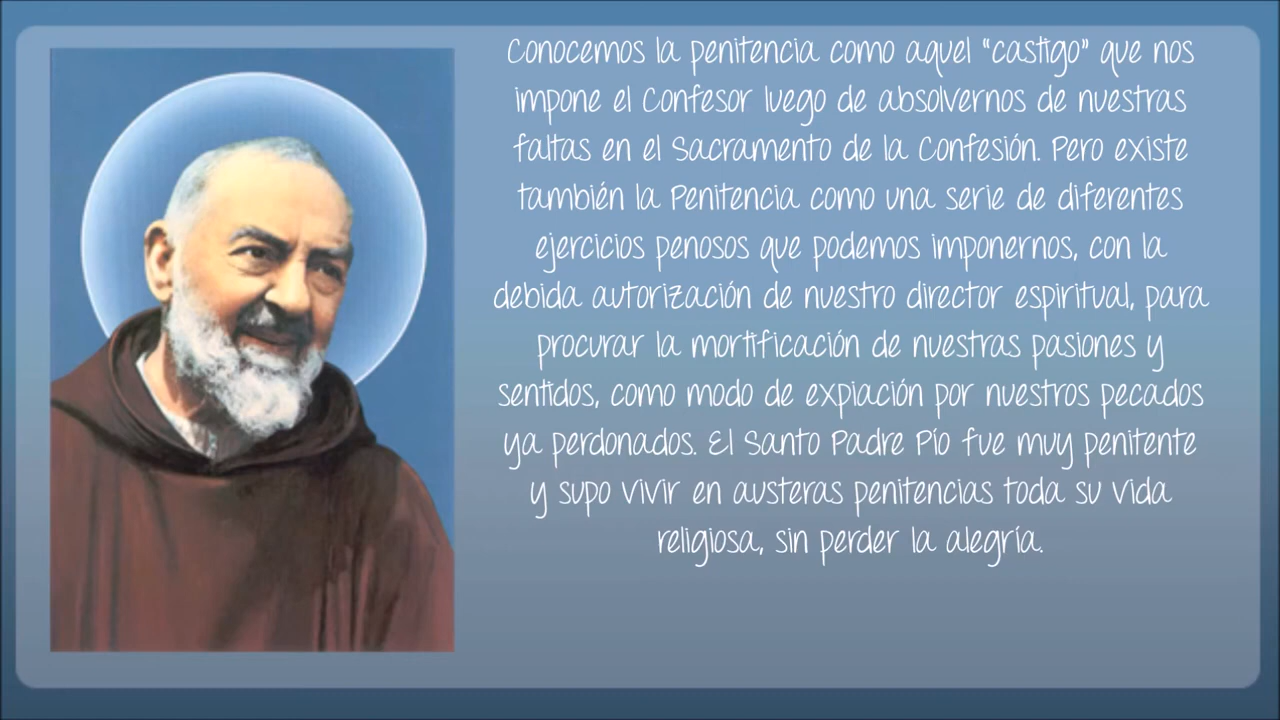 Conocemos la penitencia como aquel "castigo" que nos
impone el Confesor luego de absolvernos de nuestras
faltas en el Sacramento de la Confesión. Pero existe
también la Penitencia como una serie de diferentes
ejercicios penosos que podemos imponernos, con la
debida autorización de nuestro director espiritual, para
procurar la mortificación de nuestras pasiones y
sentidos, como modo de expiación por nuestros pecados
ya perdonados. El Santo Padre Pío fue muy penitente
y supo vivir en austeras penitencias toda su vida
religiosa, sin perder la alegría.